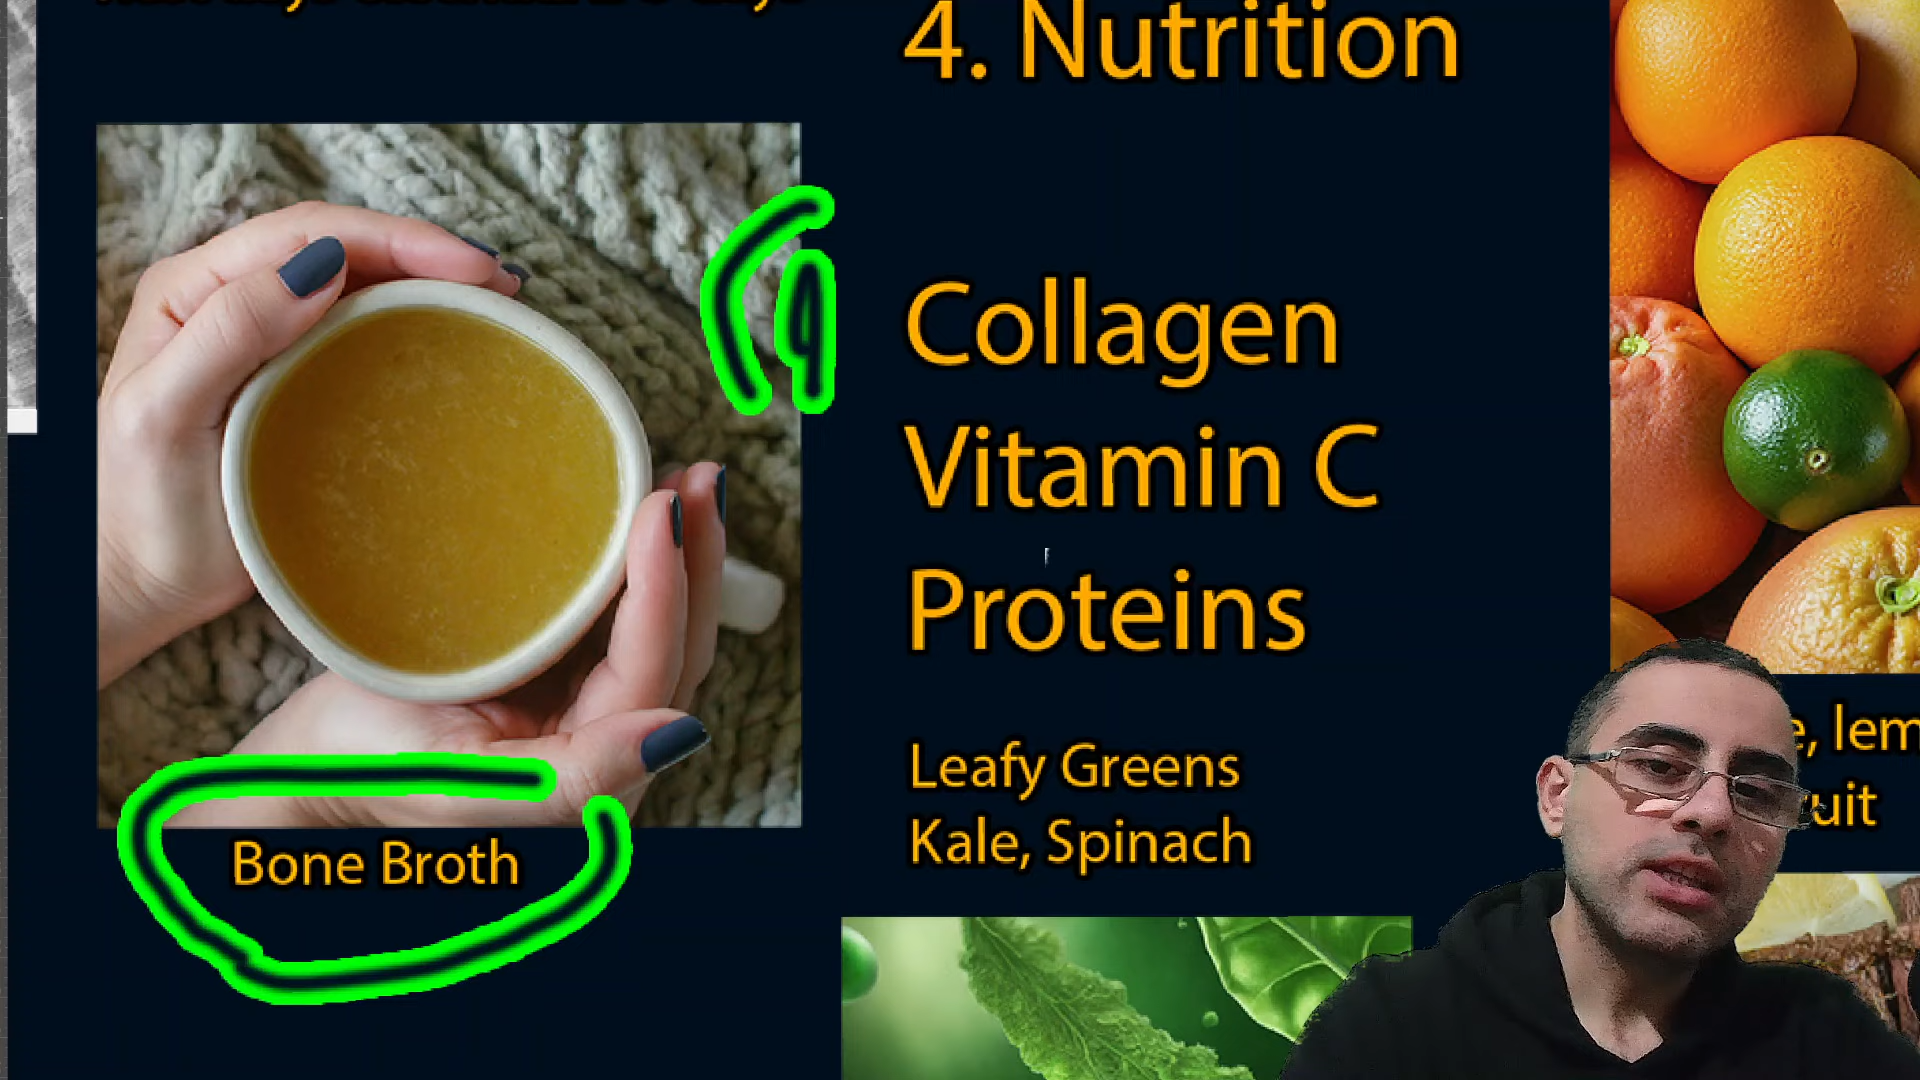 4. Nutrition
Collagen
Vitamin C
Proteins
Leafy Greens
Kale, Spinach
Bone Broth